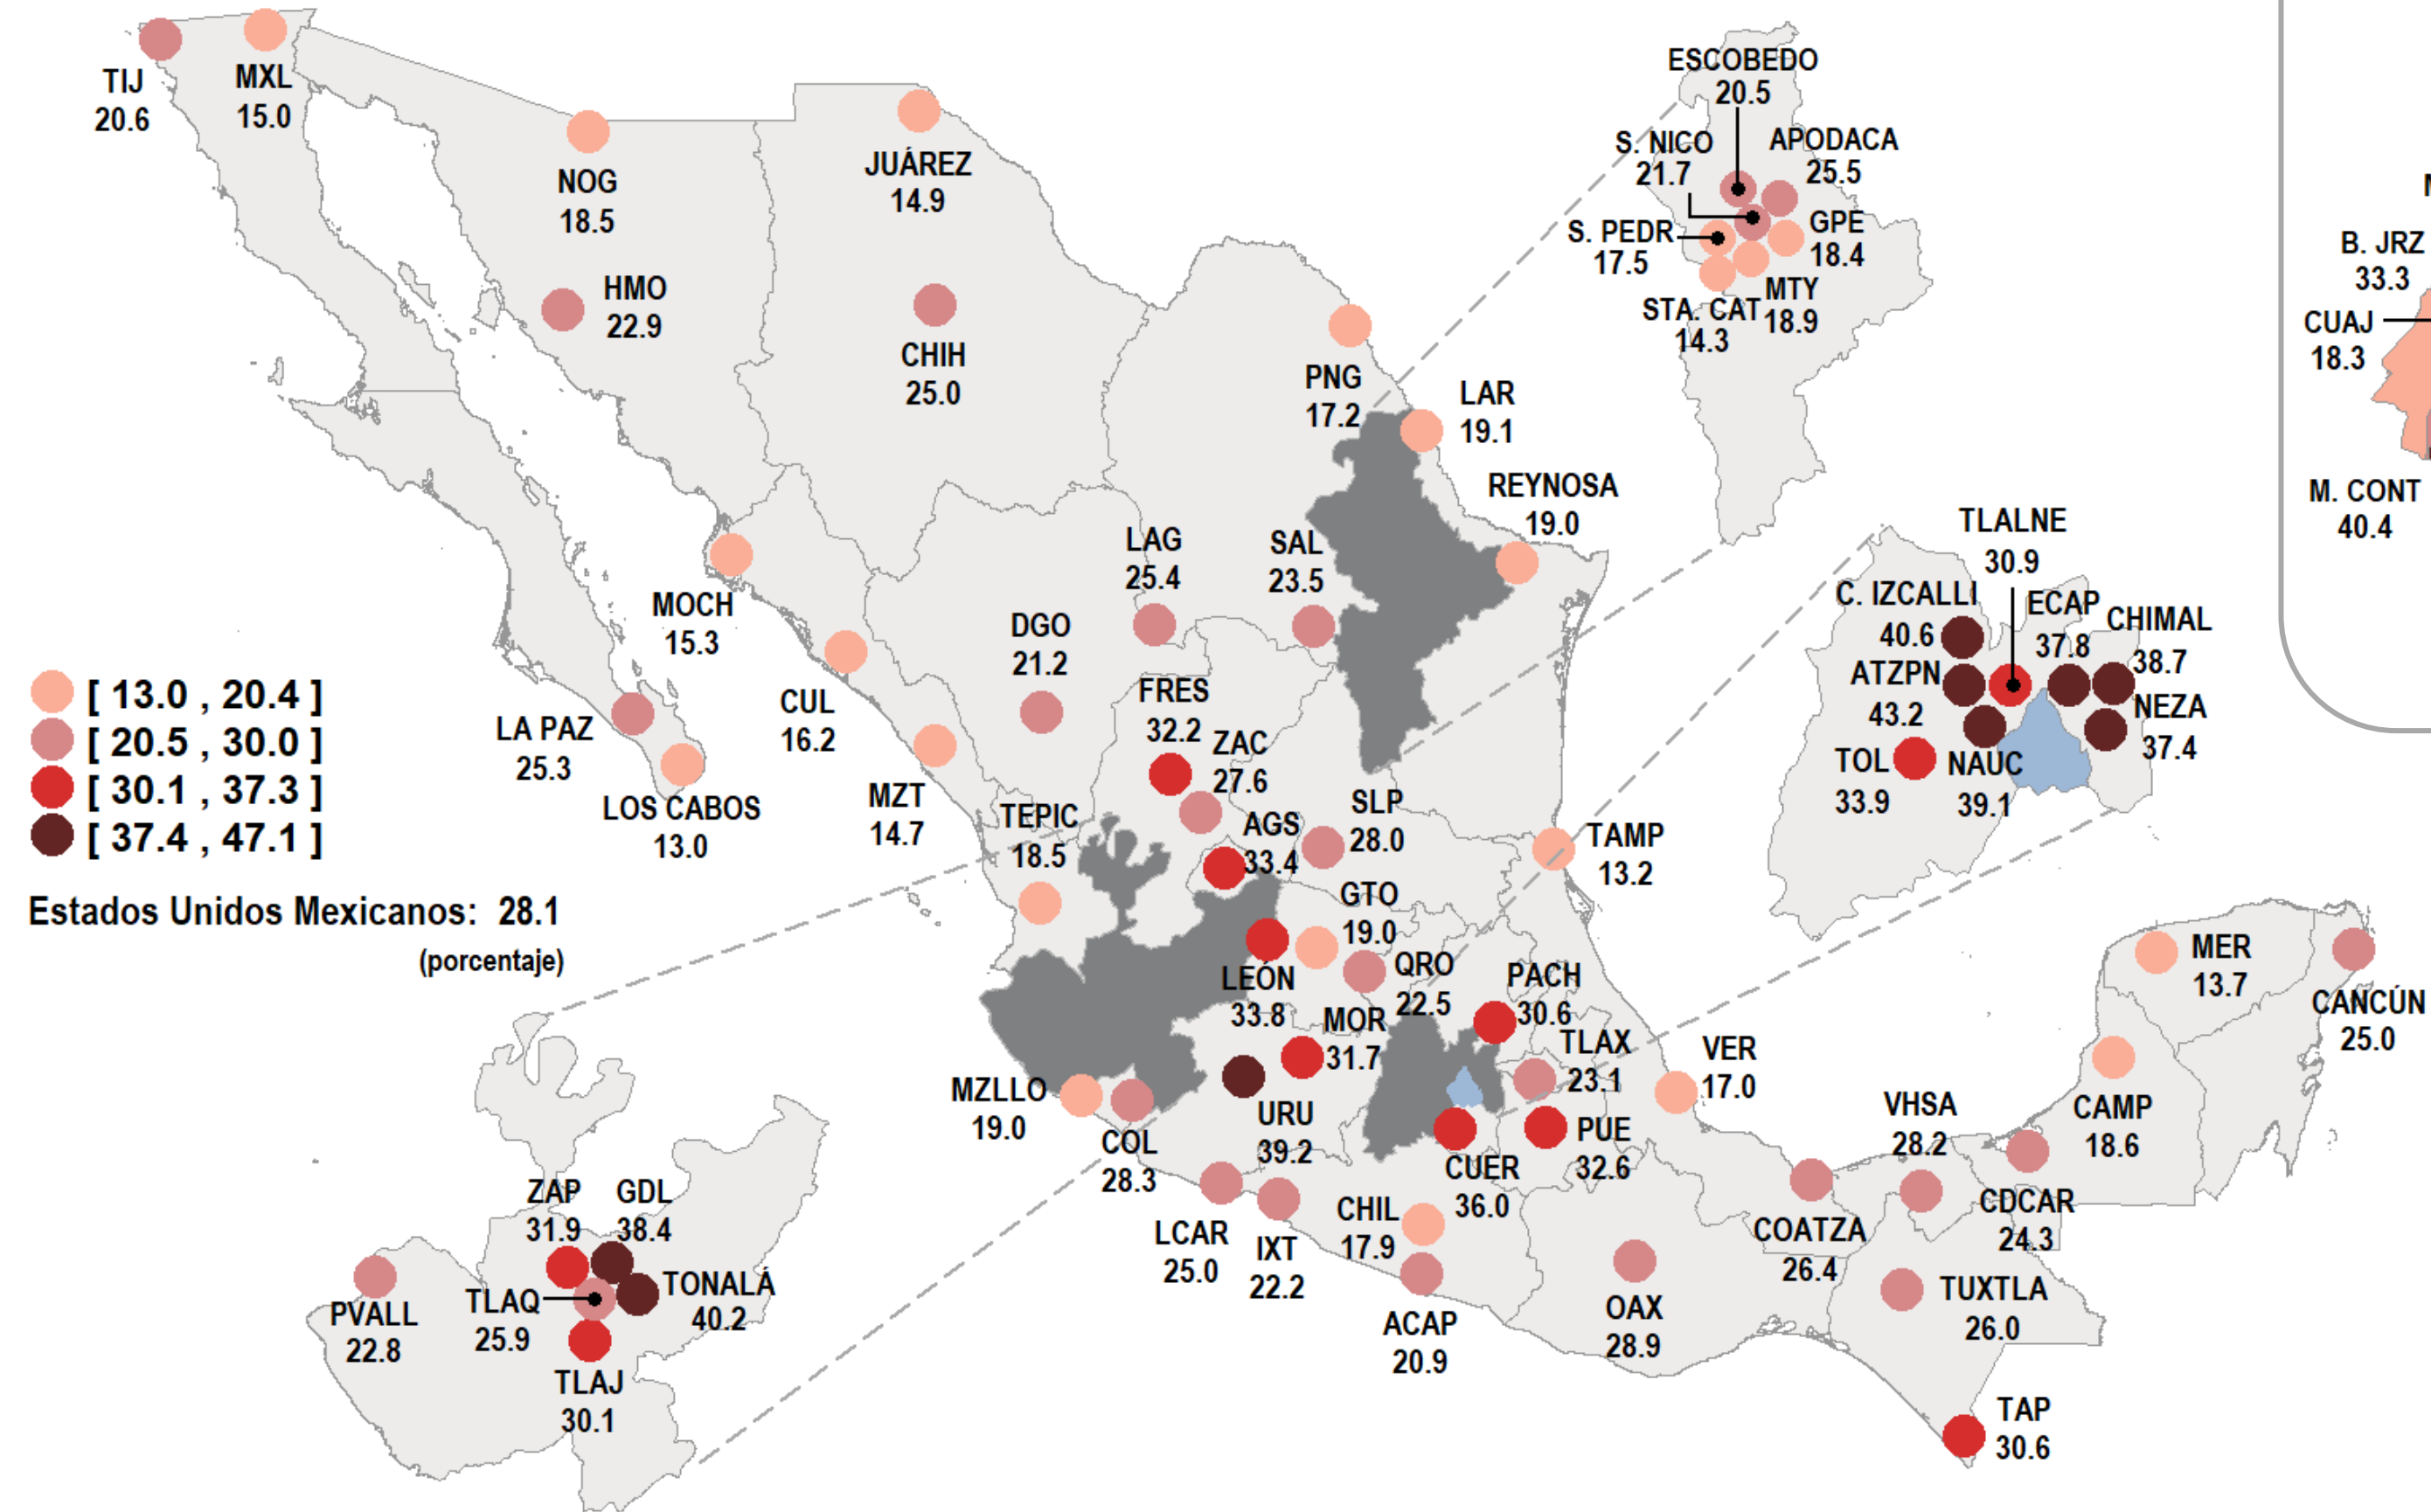 TIJ
20.6
MXL
15.0
NOG
18.5
HMO
22.9
JUÁREZ
14.9
CHIH
25.0
PNG
17.2
LAR
19.1
REYNOSA
19.0
ESCOBEDO
20.5
S. NICO
21.7
APODACA
25.5
S. PEDR
17.5
GPE
18.4
STA. CAT
14.3
MTY
18.9
B. JRZ
33.3
CUAJ
18.3
M. CONT
40.4
LAG
25.4
SAL
23.5
MOCH
15.3
DGO
21.2
CUL
16.2
LA PAZ
25.3
LOS CABOS
13.0
MZT
14.7
FRES
32.2
ZAC
27.6
TEPIC
18.5
AGS
33.4
SLP
28.0
TAMP
13.2
TLALNE
30.9
C. IZCALLI
40.6
ECAP
37.8
CHIMAL
38.7
ATZPN
43.2
NEZA
37.4
TOL
33.9
NAUC
39.1
[ 13.0 , 20.4 ]
[ 20.5 , 30.0 ]
[ 30.1 , 37.3 ]
[ 37.4 , 47.1 ]
Estados Unidos Mexicanos: 28.1
(porcentaje)
GTO
19.0
LEÓN
33.8
QRO
22.5
PACH
30.6
MOR
31.7
TLAX
23.1
MZLLO
19.0
COL
28.3
URU
39.2
CUER
36.0
PUE
32.6
VER
17.0
MER
13.7
CANCÚN
25.0
CAMP
18.6
VHSA
28.2
CDCAR
24.3
COATZA
26.4
TUXTLA
26.0
LCAR
25.0
IXT
22.2
CHIL
17.9
ACAP
20.9
OAX
28.9
TAP
30.6
ZAP
31.9
GDL
38.4
TONALÁ
40.2
TLAQ
25.9
PVALL
22.8
TLAJ
30.1